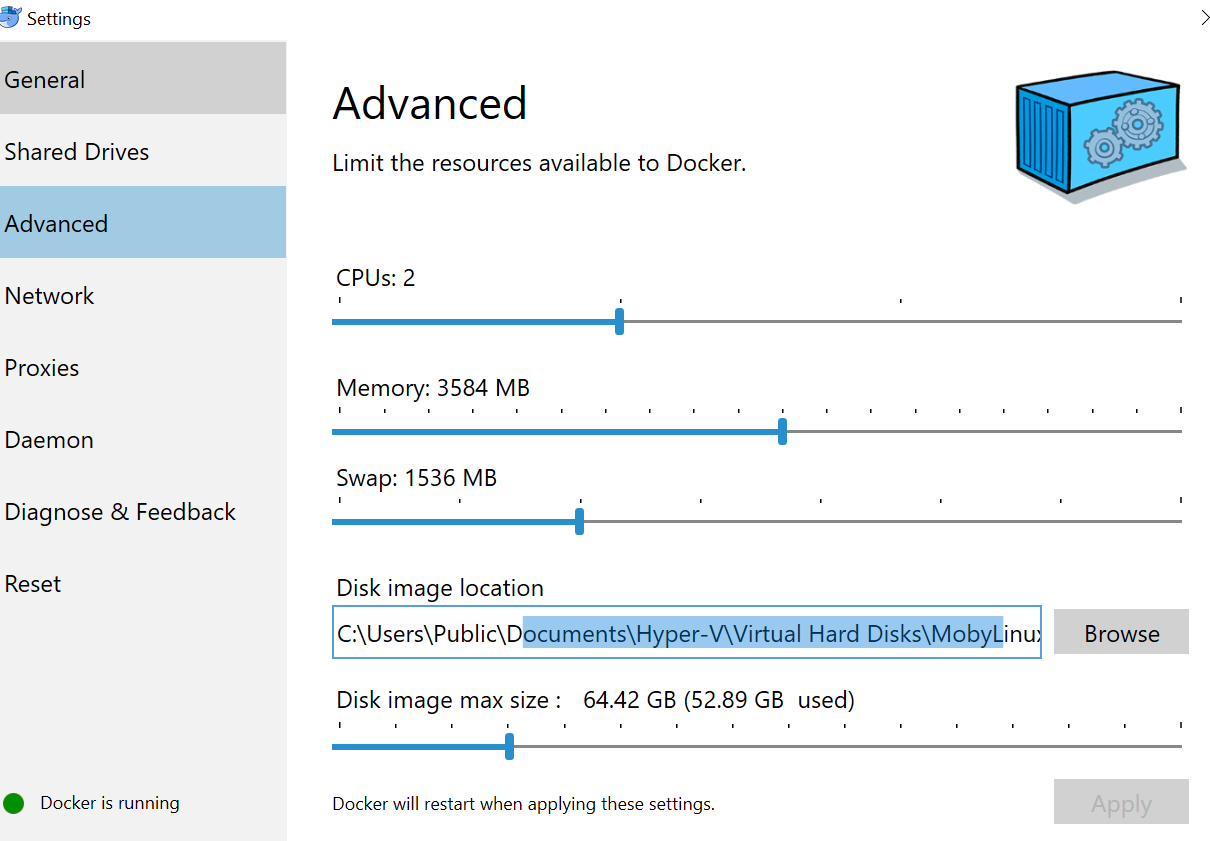 Settings
General
Shared Drives
Advanced
Network
Proxies
Daemon
Diagnose & Feedback
Reset
Docker is running
Advanced
Limit the resources available to Docker.
CPUs: 2
Memory: 3584 MB
Swap: 1536 MB
Disk image location
C:\Users\Public\Documents\Hyper-V\Virtual Hard Disks\MobyLinux
Browse
Disk image max size : 64.42 GB (52.89 GB used)
Docker will restart when applying these settings.
Apply